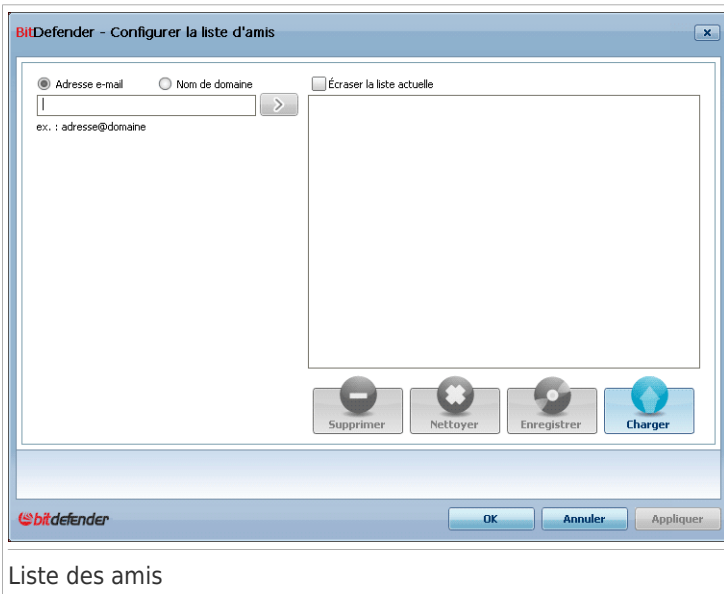 BitDefender - Configurer la liste d'amis
Adresse e-mail
Nom de domaine
Écraser la liste actuelle
ex. : adresse@domaine
Supprimer
Nettoyer
Enregistrer
Charger
bitdefender
OK
Annuler
Appliquer
Liste des amis